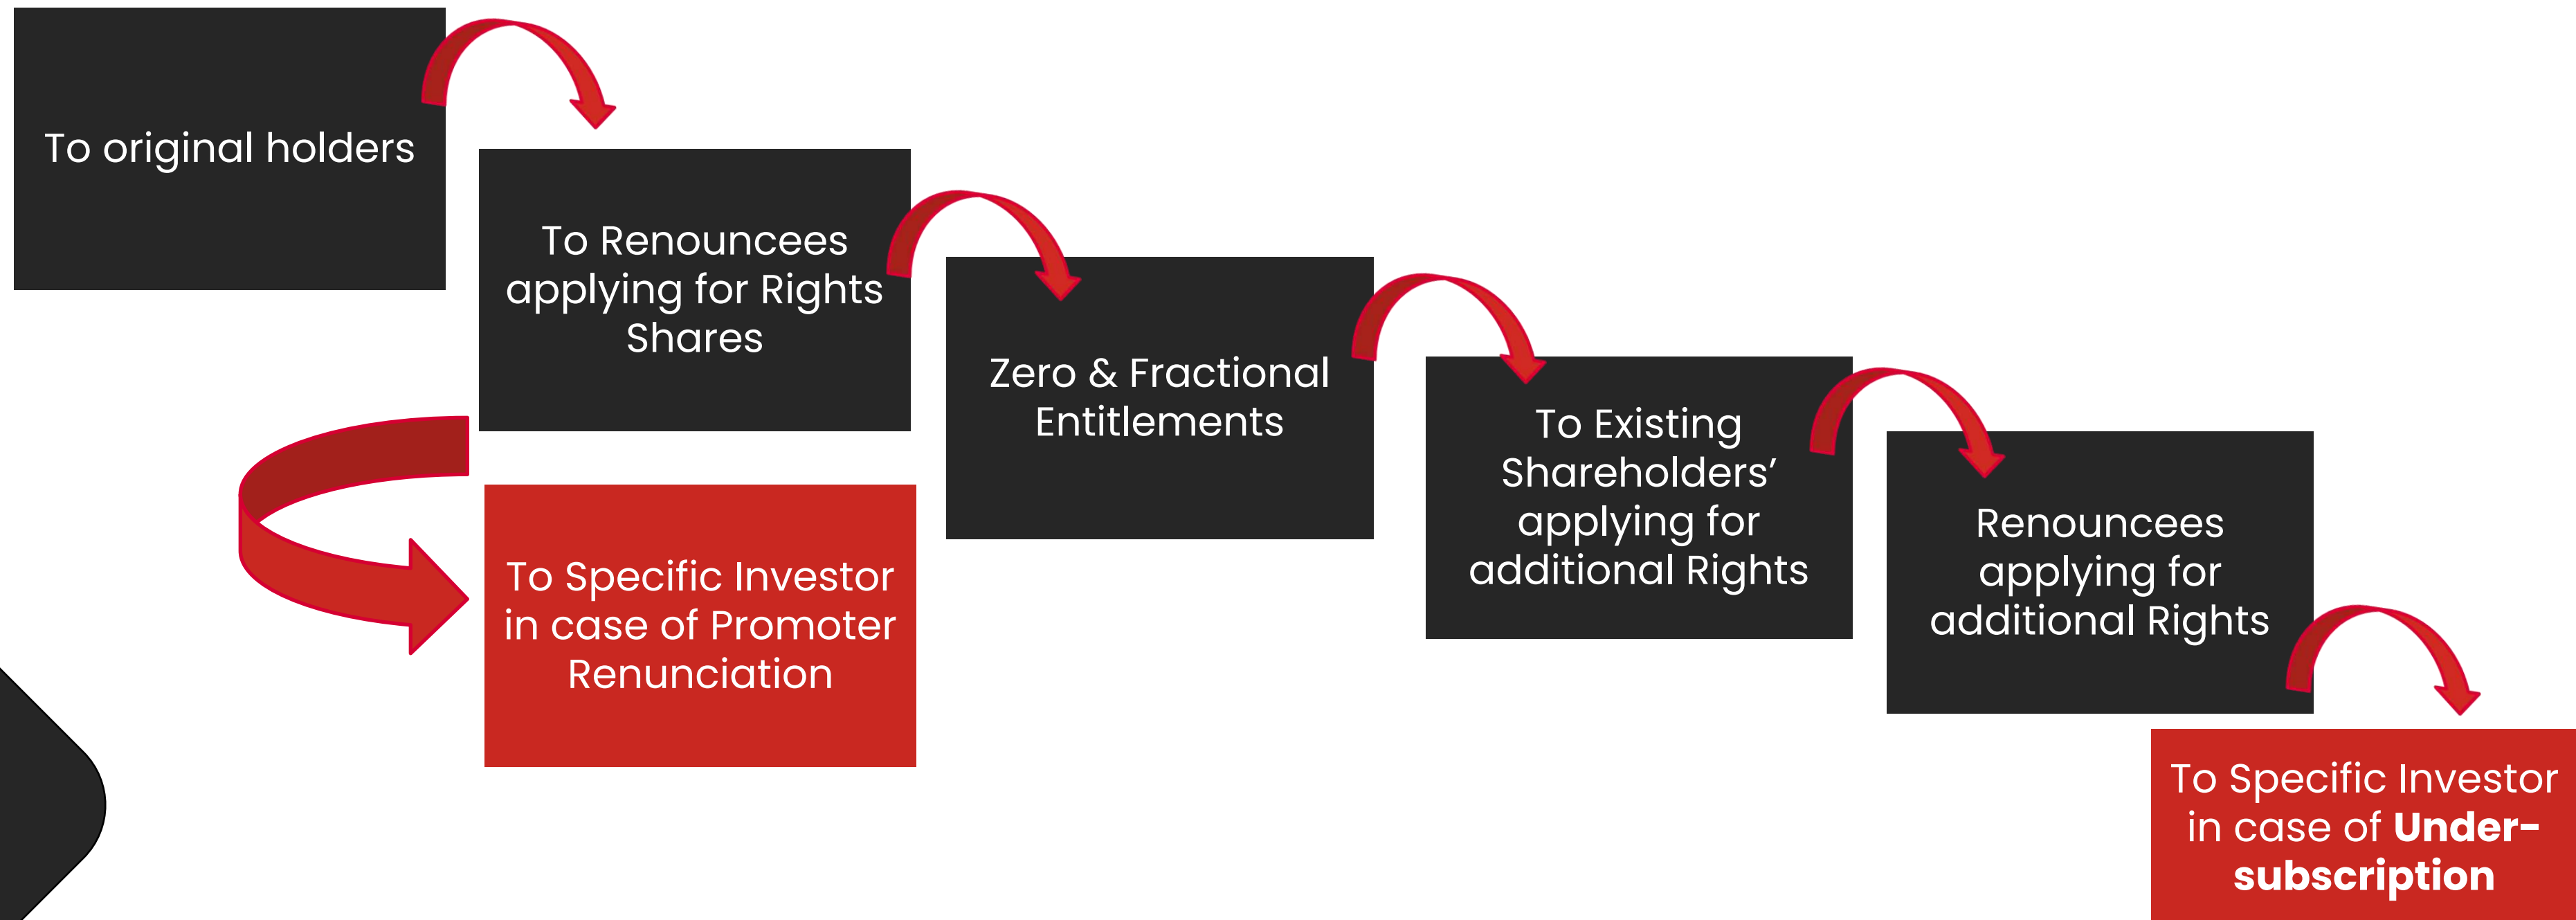 To original holders
To Renouncees
applying for Rights
Shares
To Specific Investor
in case of Promoter
Renunciation
Zero & Fractional
Entitlements
To Existing
Shareholders’
applying for
additional Rights
Renouncees
applying for
additional Rights
To Specific Investor
in case of Under-
subscription